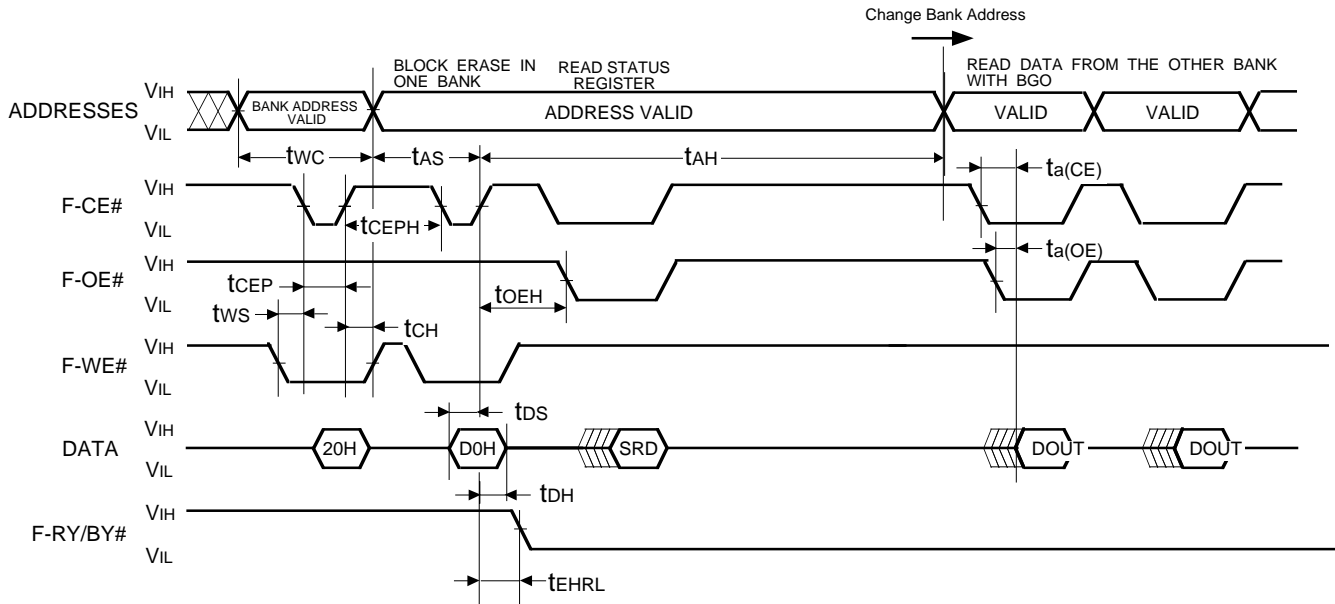 Change Bank Address
BLOCK ERASE IN
ONE BANK
READ STATUS
REGISTER
READ DATA FROM THE OTHER BANK
WITH BGO
ADDRESSES
VIH
VIL
BANK ADDRESS
VALID
ADDRESS VALID
VALID
VALID
tWC
tAS
tAH
F-CE#
VIH
VIL
tCEPH
ta(CE)
F-OE#
VIH
VIL
tCEP
tOEH
ta(OE)
tWS
tCH
F-WE#
VIH
VIL
tDS
DATA
VIH
VIL
20H
D0H
SRD
DOUT
DOUT
tDH
F-RY/BY#
VIH
VIL
tEHRL